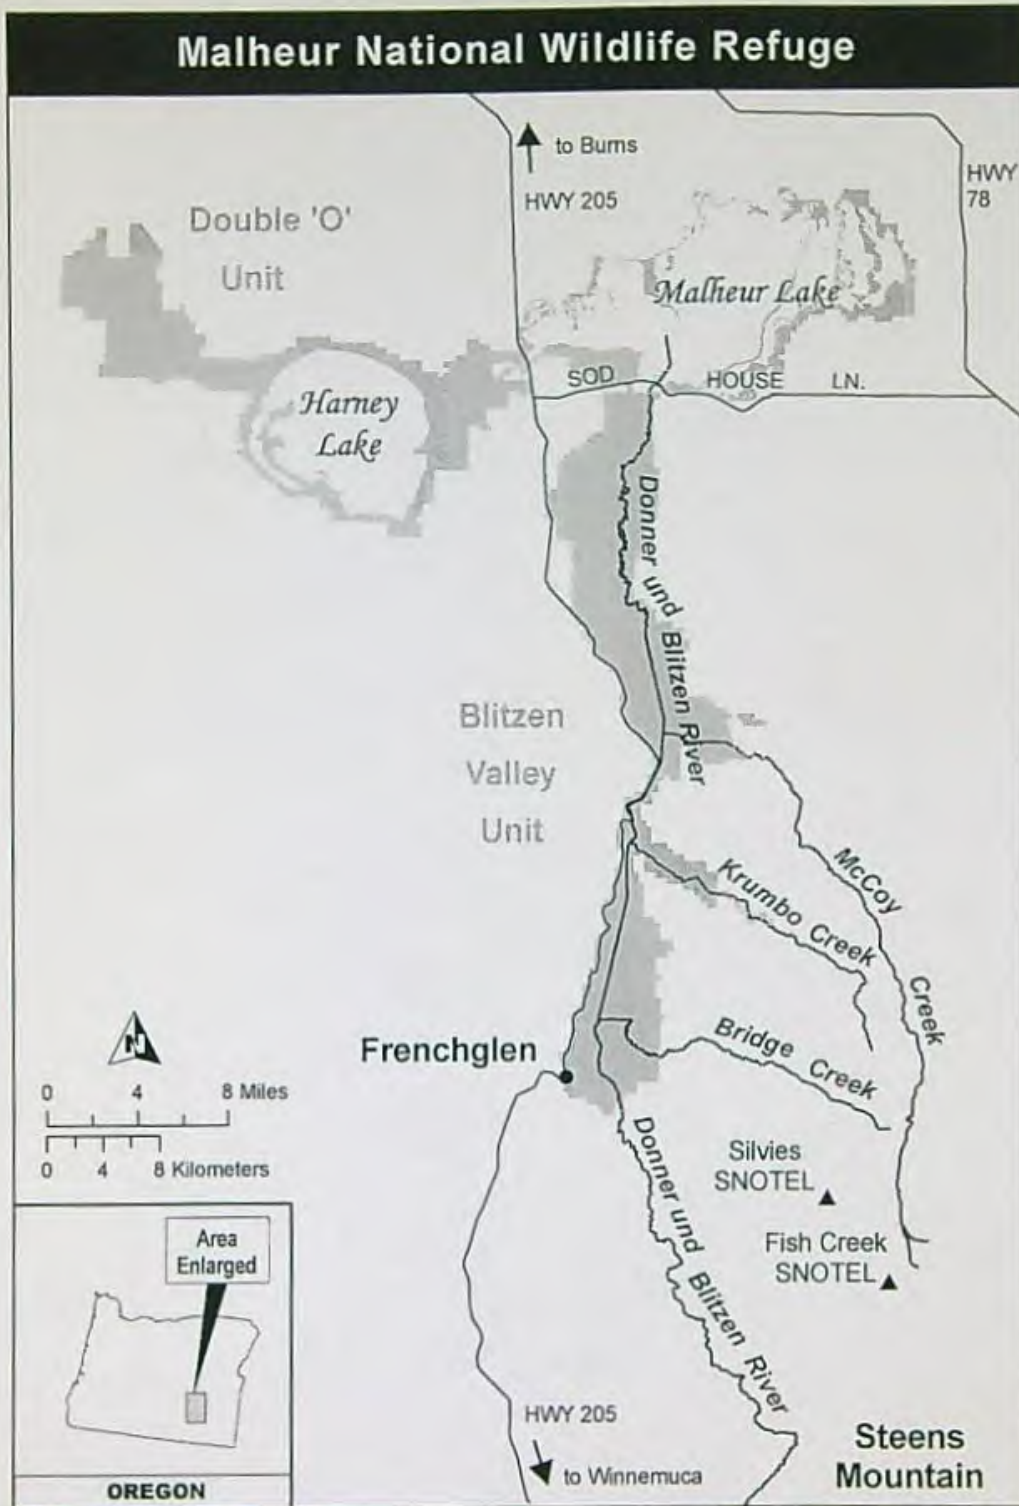 Malheur National Wildlife Refuge
to Burns
HWY 205
HWY
78
Double 'O'
Unit
Malheur Lake
Harney
Lake
SOD HOUSE LN.
Donner und Blitzen River
Blitzen
Valley
Unit
McCoy Creek
Krumbo Creek
Bridge Creek
Frenchglen
N
0 4 8 Miles
0 4 8 Kilometers
Silvies
SNOTEL
Fish Creek
SNOTEL
Donner und Blitzen River
Area
Enlarged
OREGON
HWY 205
to Winnemuca
Steens
Mountain